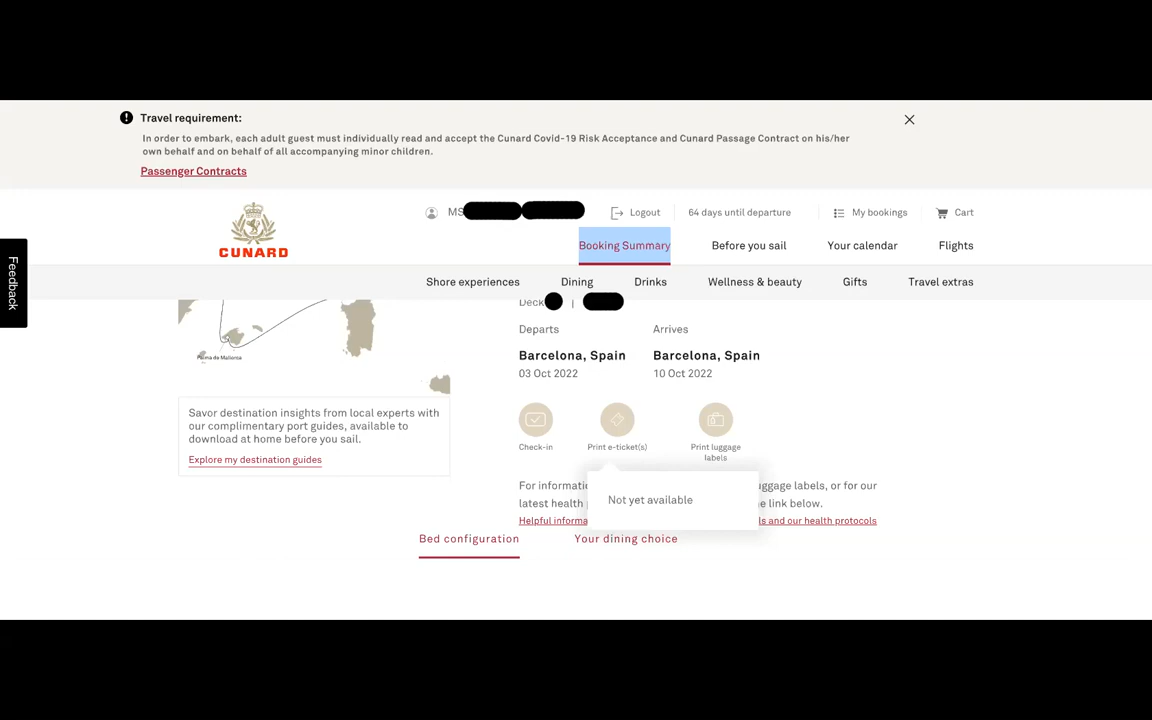 Travel requirement:
In order to embark, each adult guest must individually read and accept the Cunard Covid-19 Risk Acceptance and Cunard Passage Contract on his/her
own behalf and on behalf of all accompanying minor children.
Passenger Contracts
MS
Logout
64 days until departure
My bookings
Cart
CUNARD
Booking Summary
Before you sail
Your calendar
Flights
Feedback
Shore experiences
Dining
Drinks
Wellness & beauty
Gifts
Travel extras
Deck |
Departs
Arrives
Palma de Mallorca
Barcelona, Spain
Barcelona, Spain
03 Oct 2022
10 Oct 2022
Savor destination insights from local experts with
our complimentary port guides, available to
download at home before you sail.
Explore my destination guides
Check-in
Print e-ticket(s)
Print luggage
labels
For informati uggage labels, or for our
latest health e link below.
Helpful informa ls and our health protocols
Not yet available
Bed configuration
Your dining choice